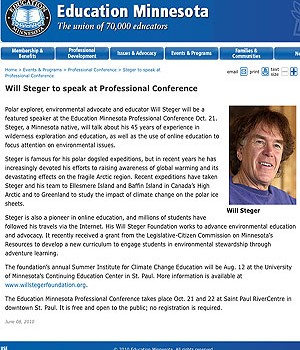 EDUCATION
MINNESOTA
Education Minnesota
The union of 70,000 educators
Membership &
Benefits
Professional
Development
Issues & Advocacy
Events & Programs
Families &
Communities
Home > Events & Programs > Professional Conference > Steger to speak at
Professional Conference
email print text size
Will Steger to speak at Professional Conference
Polar explorer, environmental advocate and educator Will Steger will be a
featured speaker at the Education Minnesota Professional Conference Oct. 21.
Steger, a Minnesota native, will talk about his 45 years of experience in
wilderness exploration and education, as well as the use of online education to
focus attention on environmental issues.
Steger is famous for his polar dogsled expeditions, but in recent years he has
increasingly devoted his efforts to raising awareness of global warming and its
devastating effects on the fragile Arctic region. Recent expeditions have taken
Steger and his team to Ellesmere Island and Baffin Island in Canada's High
Arctic and to Greenland to study the impact of climate change on the polar ice
sheets.
Will Steger
Steger is also a pioneer in online education, and millions of students have
followed his travels via the Internet. His Will Steger Foundation works to advance environmental education
and advocacy. It recently received a grant from the Legislative-Citizen Commission on Minnesota's
Resources to develop a new curriculum to engage students in environmental stewardship through
adventure learning.
The foundation's annual Summer Institute for Climate Change Education will be Aug. 12 at the University
of Minnesota's Continuing Education Center in St. Paul. More information is available at
www.willstegerfoundation.org.
The Education Minnesota Professional Conference takes place Oct. 21 and 22 at Saint Paul RiverCentre in
downtown St. Paul. It is free and open to the public; no registration is required.
June 08, 2010
© 2010 Education Minnesota. All rights reserved.